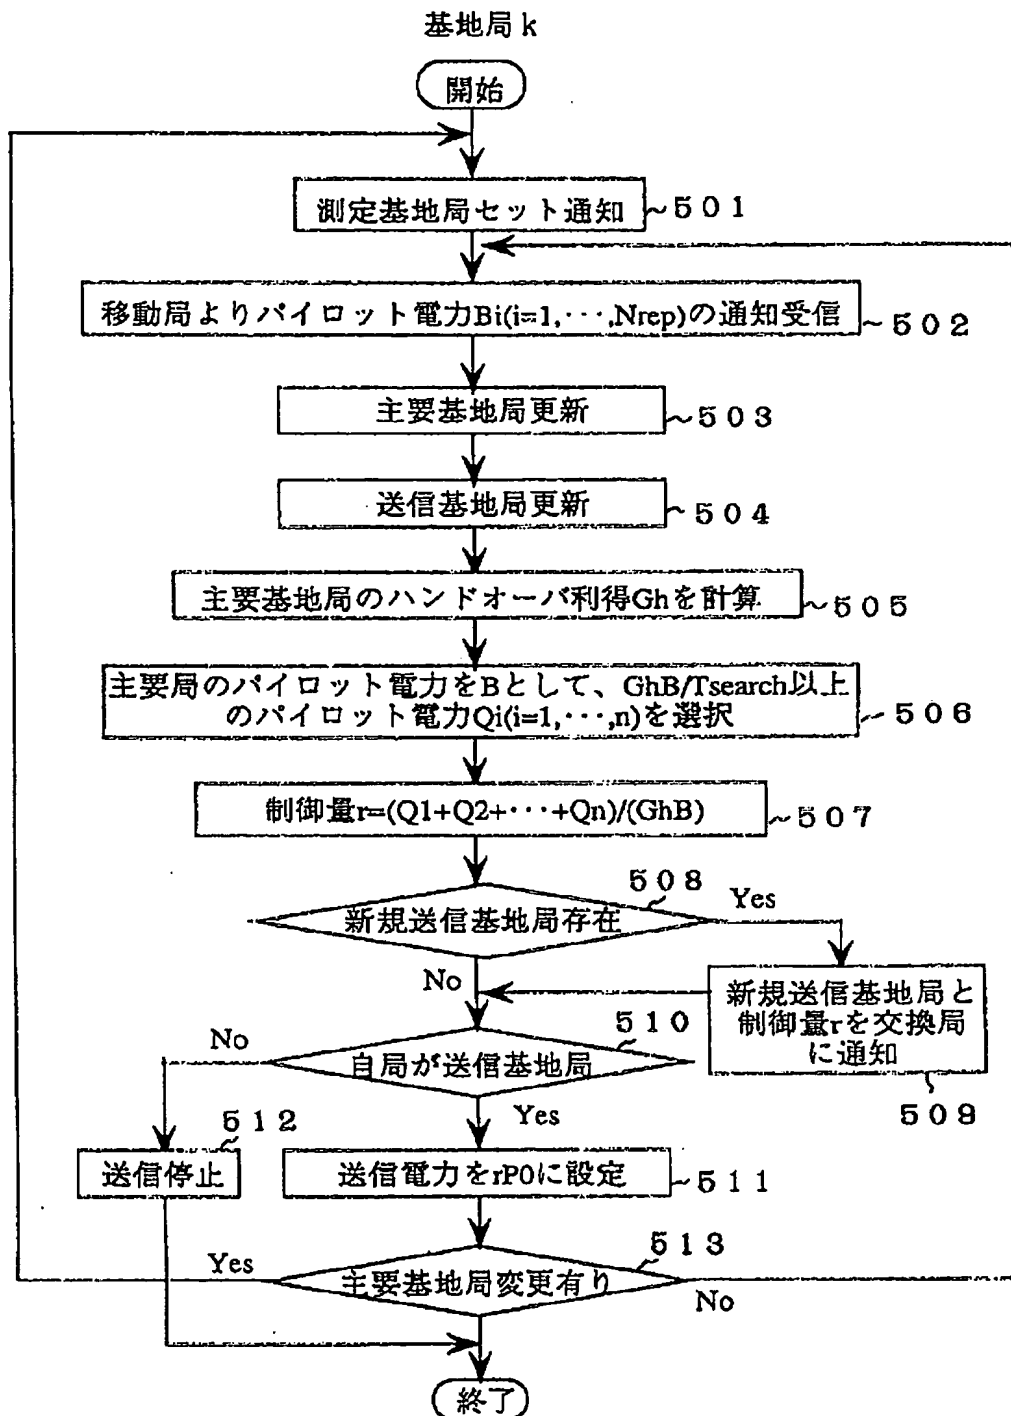 基地局k
開始
測定基地局セット通知
~501
移動局よりパイロット電力Bi(i=1,···,Nrep)の通知受信
~502
主要基地局更新
~503
送信基地局更新
~504
主要基地局のハンドオーバ利得Ghを計算
~505
主要局のパイロット電力をBとして、GhB/Tsearch以上
のパイロット電力Qi(i=1,···,n)を選択
~506
制御量r=(Q1+Q2+···+Qn)/(GhB)
~507
508
新規送信基地局存在
Yes
No
新規送信基地局と
制御量rを交換局
に通知
509
510
自局が送信基地局
No
Yes
512
送信停止
送信電力をrP0に設定
~511
513
主要基地局変更有り
Yes
No
終了